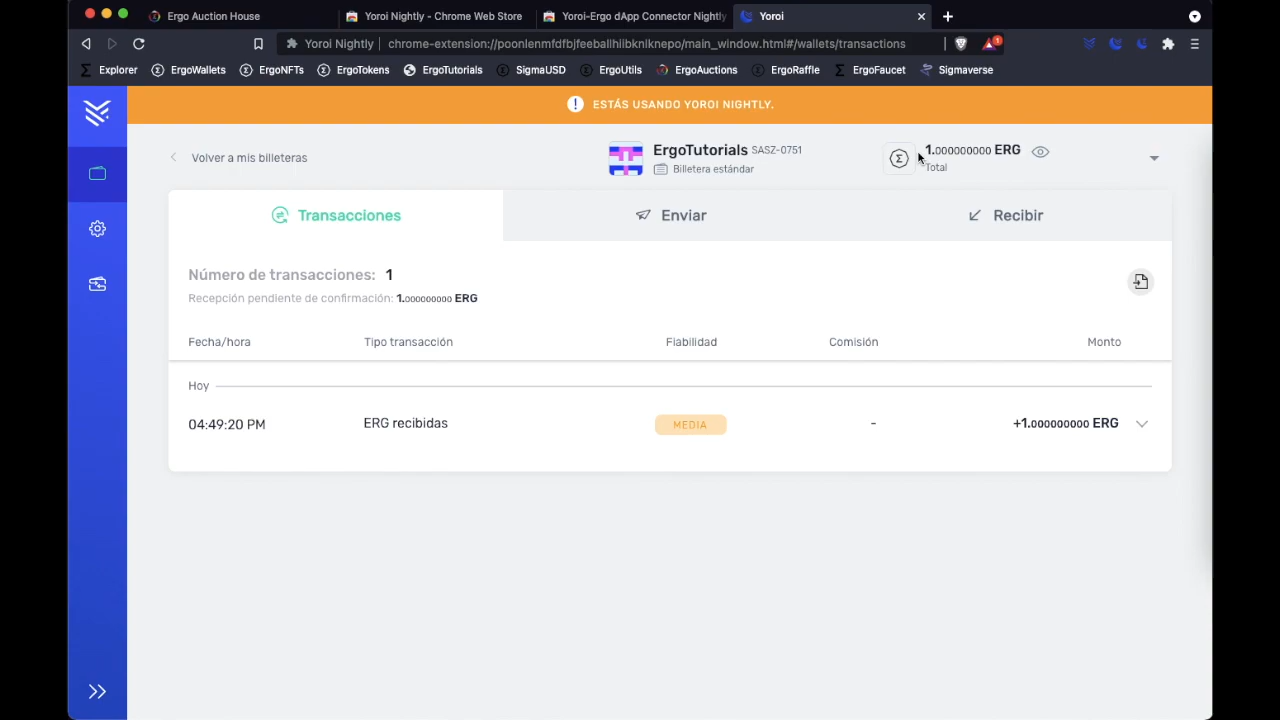 Ergo Auction House
Yoroi Nightly - Chrome Web Store
Yoroi-Ergo dApp Connector Nightly
Yoroi
Yoroi Nightly
chrome-extension://poonlenmfdfbjfeeballhiibknlknepo/main_window.html#/wallets/transactions
1
Explorer
ErgoWallets
ErgoNFTs
ErgoTokens
ErgoTutorials
SigmaUSD
ErgoUtils
ErgoAuctions
ErgoRaffle
ErgoFaucet
Sigmaverse
ESTÁS USANDO YOROI NIGHTLY.
Volver a mis billeteras
ErgoTutorials SASZ-0751
Billetera estándar
1.000000000 ERG
Total
Transacciones
Enviar
Recibir
Número de transacciones: 1
Recepción pendiente de confirmación: 1.000000000 ERG
Fecha/hora
Tipo transacción
Fiabilidad
Comisión
Monto
Hoy
04:49:20 PM
ERG recibidas
MEDIA
-
+1.000000000 ERG